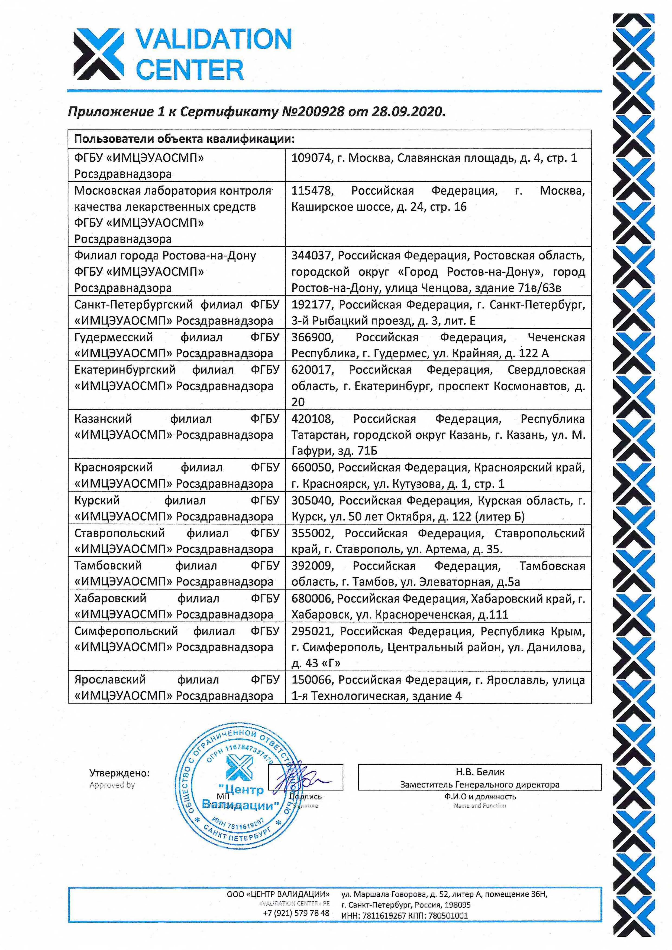 VALIDATION
CENTER
Приложение 1 к Сертификату №200928 от 28.09.2020.
Пользователи объекта квалификации:
ФГБУ «ИМЦЭУАОСМП»
Росздравнадзора
109074, г. Москва, Славянская площадь, д. 4, стр. 1
Московская лаборатория контроля
качества лекарственных средств
ФГБУ «ИМЦЭУАОСМП»
Росздравнадзора
115478, Российская Федерация, г. Москва,
Каширское шоссе, д. 24, стр. 16
Филиал города Ростова-на-Дону
ФГБУ «ИМЦЭУАОСМП»
Росздравнадзора
344037, Российская Федерация, Ростовская область,
городской округ «Город Ростов-на-Дону», город
Ростов-на-Дону, улица Ченцова, здание 71в/63в
Санкт-Петербургский филиал ФГБУ
«ИМЦЭУАОСМП» Росздравнадзора
192177, Российская Федерация, г. Санкт-Петербург,
3-й Рыбацкий проезд, д. 3, лит. Е
Гудермесский филиал ФГБУ
«ИМЦЭУАОСМП» Росздравнадзора
366900, Российская Федерация, Чеченская
Республика, г. Гудермес, ул. Крайняя, д. 122 А
Екатеринбургский филиал ФГБУ
«ИМЦЭУАОСМП» Росздравнадзора
620017, Российская Федерация, Свердловская
область, г. Екатеринбург, проспект Космонавтов, д.
20
Казанский филиал ФГБУ
«ИМЦЭУАОСМП» Росздравнадзора
420108, Российская Федерация, Республика
Татарстан, городской округ Казань, г. Казань, ул. М.
Гафури, зд. 71Б
Красноярский филиал ФГБУ
«ИМЦЭУАОСМП» Росздравнадзора
660050, Российская Федерация, Красноярский край,
г. Красноярск, ул. Кутузова, д. 1, стр. 1
Курский филиал ФГБУ
«ИМЦЭУАОСМП» Росздравнадзора
305040, Российская Федерация, Курская область, г.
Курск, ул. 50 лет Октября, д. 122 (литер Б)
Ставропольский филиал ФГБУ
«ИМЦЭУАОСМП» Росздравнадзора
355002, Российская Федерация, Ставропольский
край, г. Ставрополь, ул. Артема, д. 35.
Тамбовский филиал ФГБУ
«ИМЦЭУАОСМП» Росздравнадзора
392009, Российская Федерация, Тамбовская
область, г. Тамбов, ул. Элеваторная, д.5а
Хабаровский филиал ФГБУ
«ИМЦЭУАОСМП» Росздравнадзора
680006, Российская Федерация, Хабаровский край, г.
Хабаровск, ул. Краснореченская, д.111
Симферопольский филиал ФГБУ
«ИМЦЭУАОСМП» Росздравнадзора
295021, Российская Федерация, Республика Крым,
г. Симферополь, Центральный район, ул. Данилова,
д. 43 «Г»
Ярославский филиал ФГБУ
«ИМЦЭУАОСМП» Росздравнадзора
150066, Российская Федерация, г. Ярославль, улица
1-я Технологическая, здание 4
Утверждено:
Approved by
ОБЩЕСТВО С ОГРАНИЧЕННОЙ ОТВЕТСТВЕННОСТЬЮ
"Центр
Валидации"
ИНН 7811619267
САНКТ ПЕТЕРБУРГ
МП
Подпись
Н.В. Белик
Заместитель Генерального директора
Ф.И.О и должность
Name and Function
ООО «ЦЕНТР ВАЛИДАЦИИ»
+7 (921) 579 78 48
ул. Маршала Говорова, д. 52, литер А, помещение 36Н,
г. Санкт-Петербург, Россия, 198095
ИНН: 7811619267 КПП: 780501001